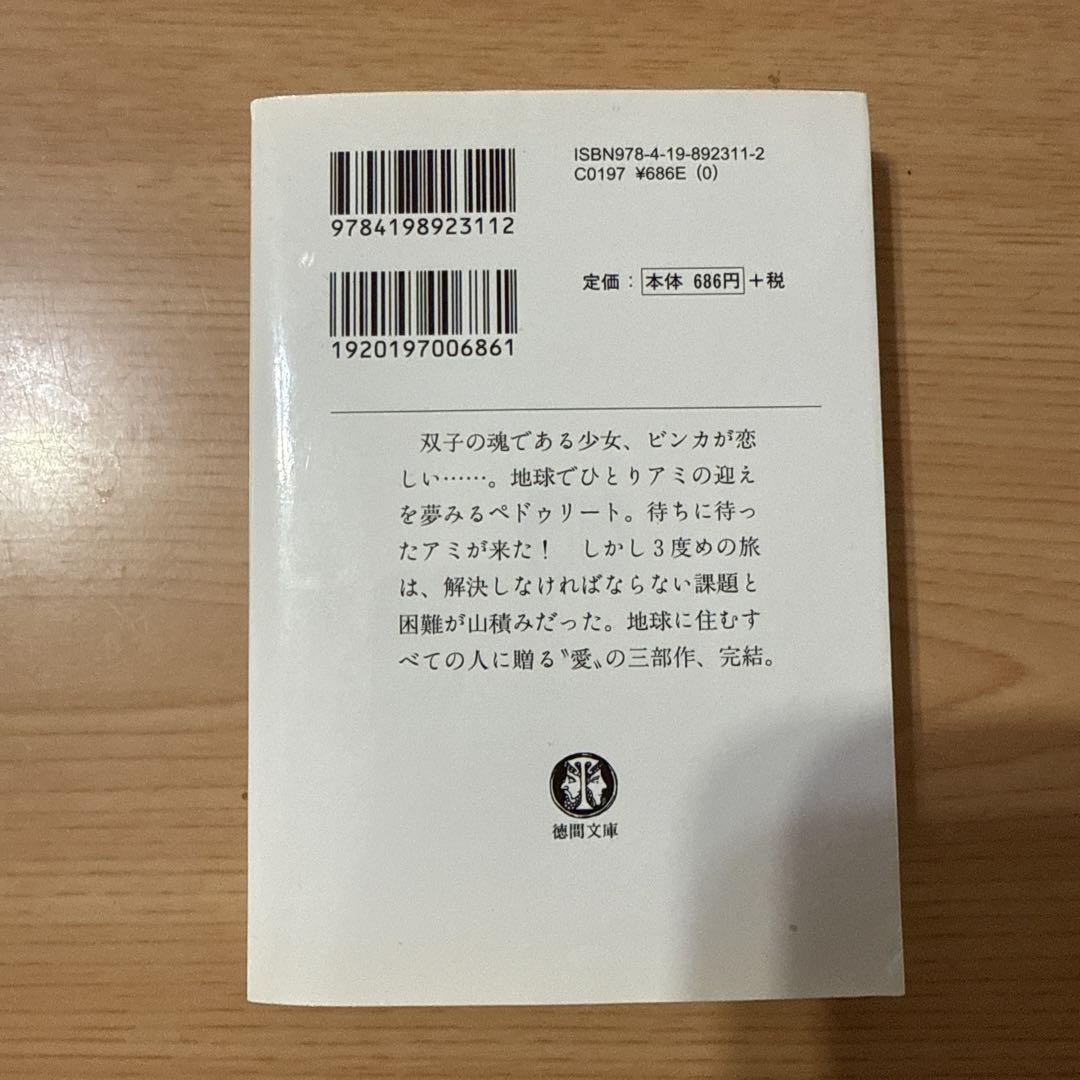 ISBN978-4-19-892311-2
C0197 ¥686E (0)
9784198923112
定価：本体 686円＋税
1920197006861
双子の魂である少女、ビンカが恋
しい……。地球でひとりアミの迎え
を夢みるペドゥリート。待ちに待っ
たアミが来た！　しかし３度めの旅
は、解決しなければならない課題と
困難が山積みだった。地球に住むす
べての人に贈る〝愛〟の三部作、完結。
徳間文庫